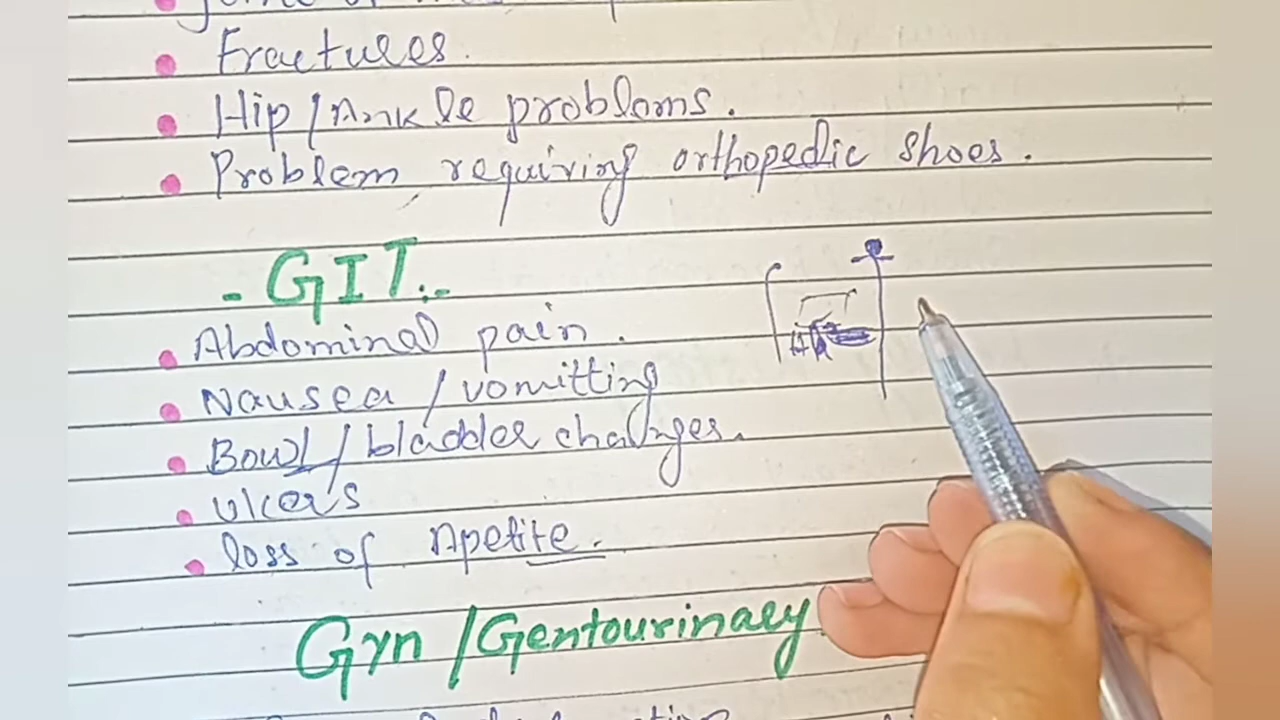 Fractures.
Hip/Ankle problems.
Problem requiring orthopedic shoes.
- GIT:-
Abdominal pain.
Nausea/vomitting
Bowl/bladder changes.
Ulcers
loss of Apetite.
Gyn/Gentourinary